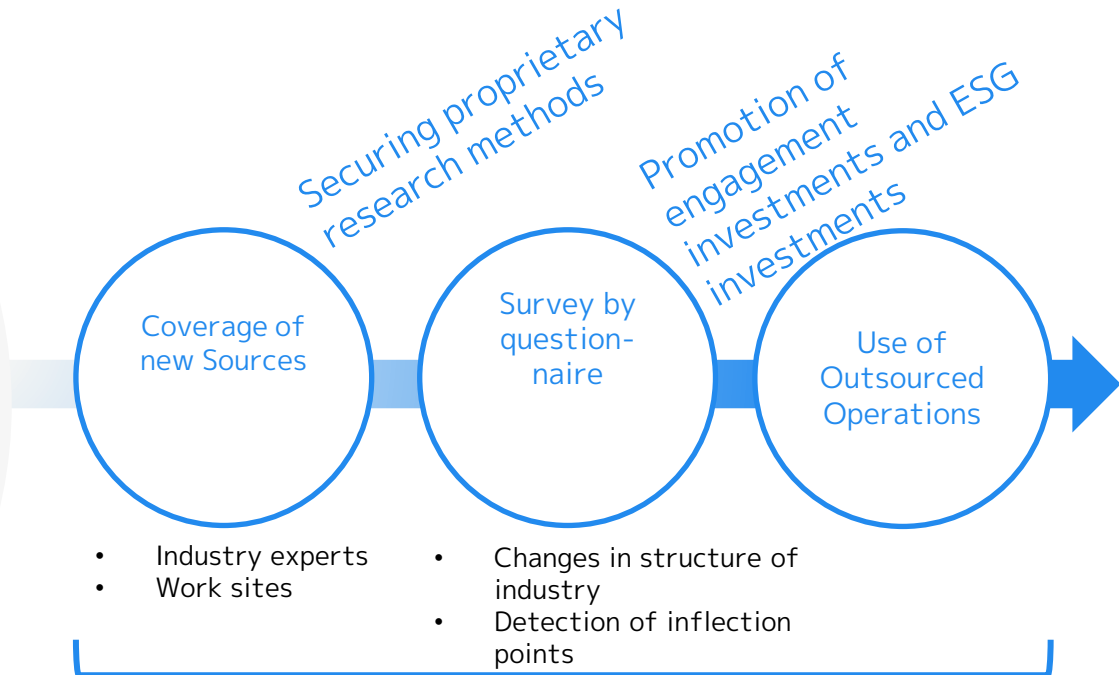 Securing proprietary
research methods
Promotion of
engagement
investments and ESG
investments
Coverage of
new Sources
Survey by
question-
naire
Use of
Outsourced
Operations
• Industry experts
• Work sites
• Changes in structure of
industry
• Detection of inflection
points